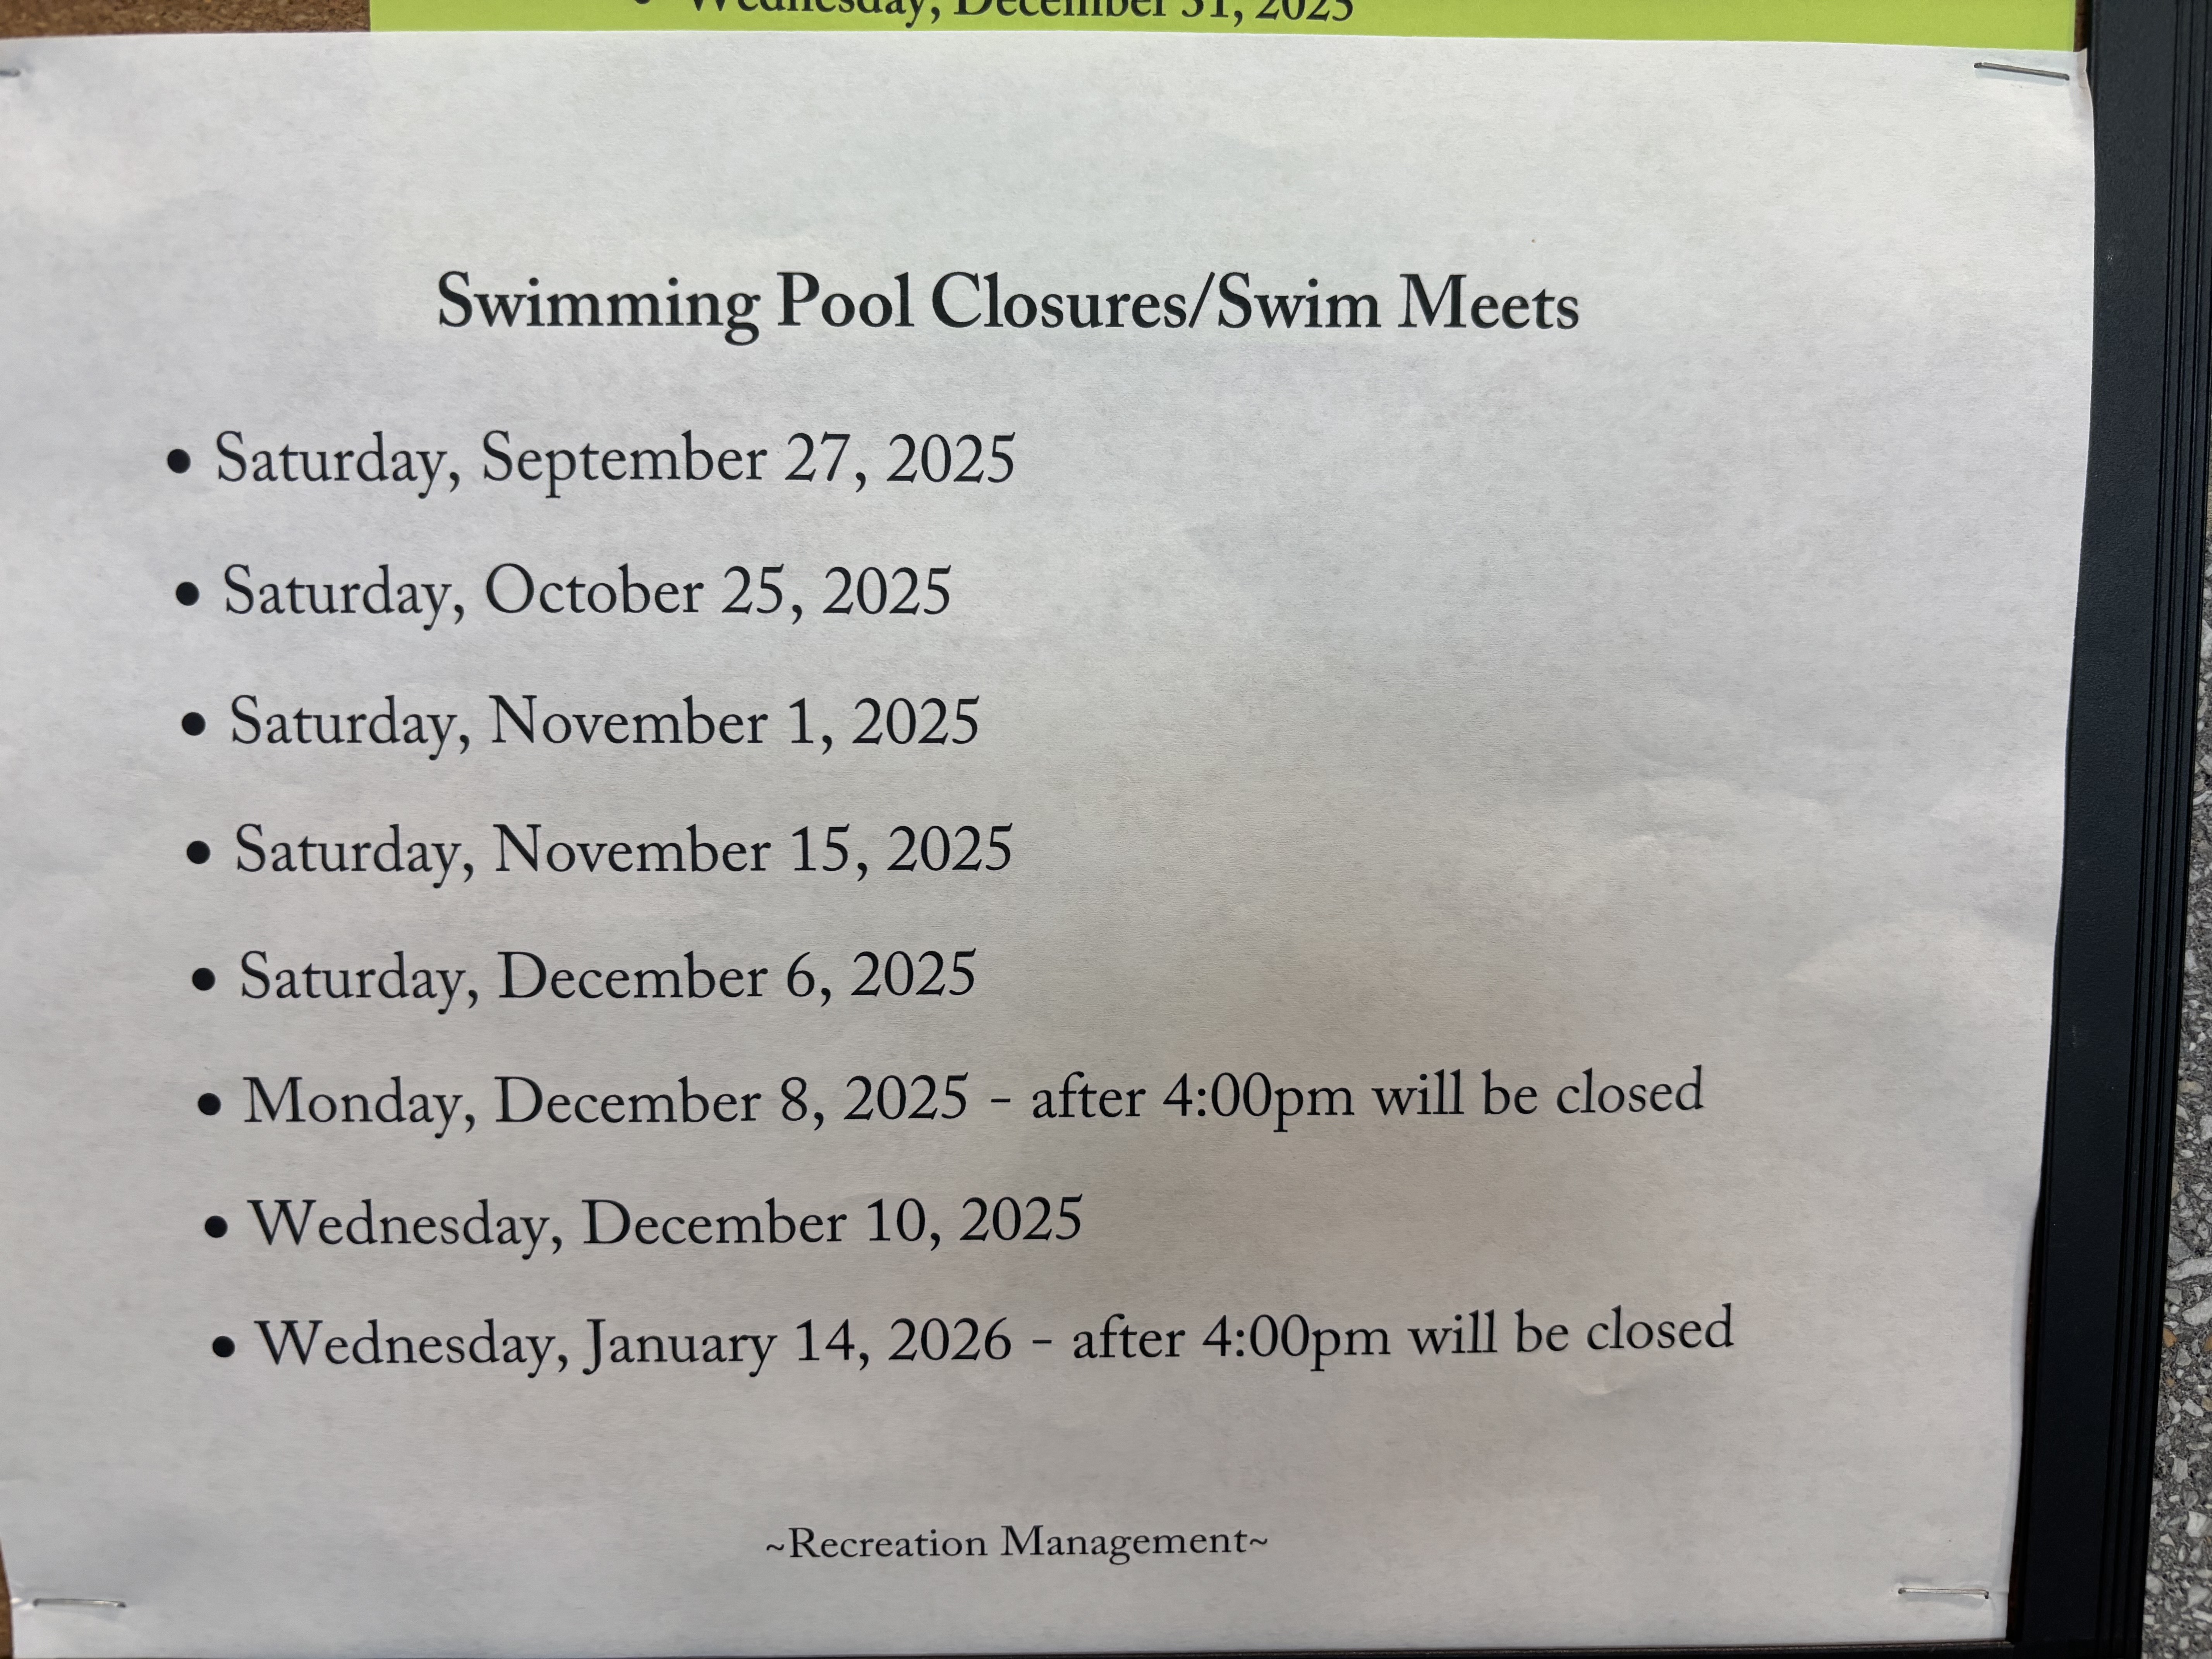 • Wednesday, December 31, 2025
Swimming Pool Closures/Swim Meets
• Saturday, September 27, 2025
• Saturday, October 25, 2025
• Saturday, November 1, 2025
• Saturday, November 15, 2025
• Saturday, December 6, 2025
• Monday, December 8, 2025 - after 4:00pm will be closed
• Wednesday, December 10, 2025
• Wednesday, January 14, 2026 - after 4:00pm will be closed
~Recreation Management~